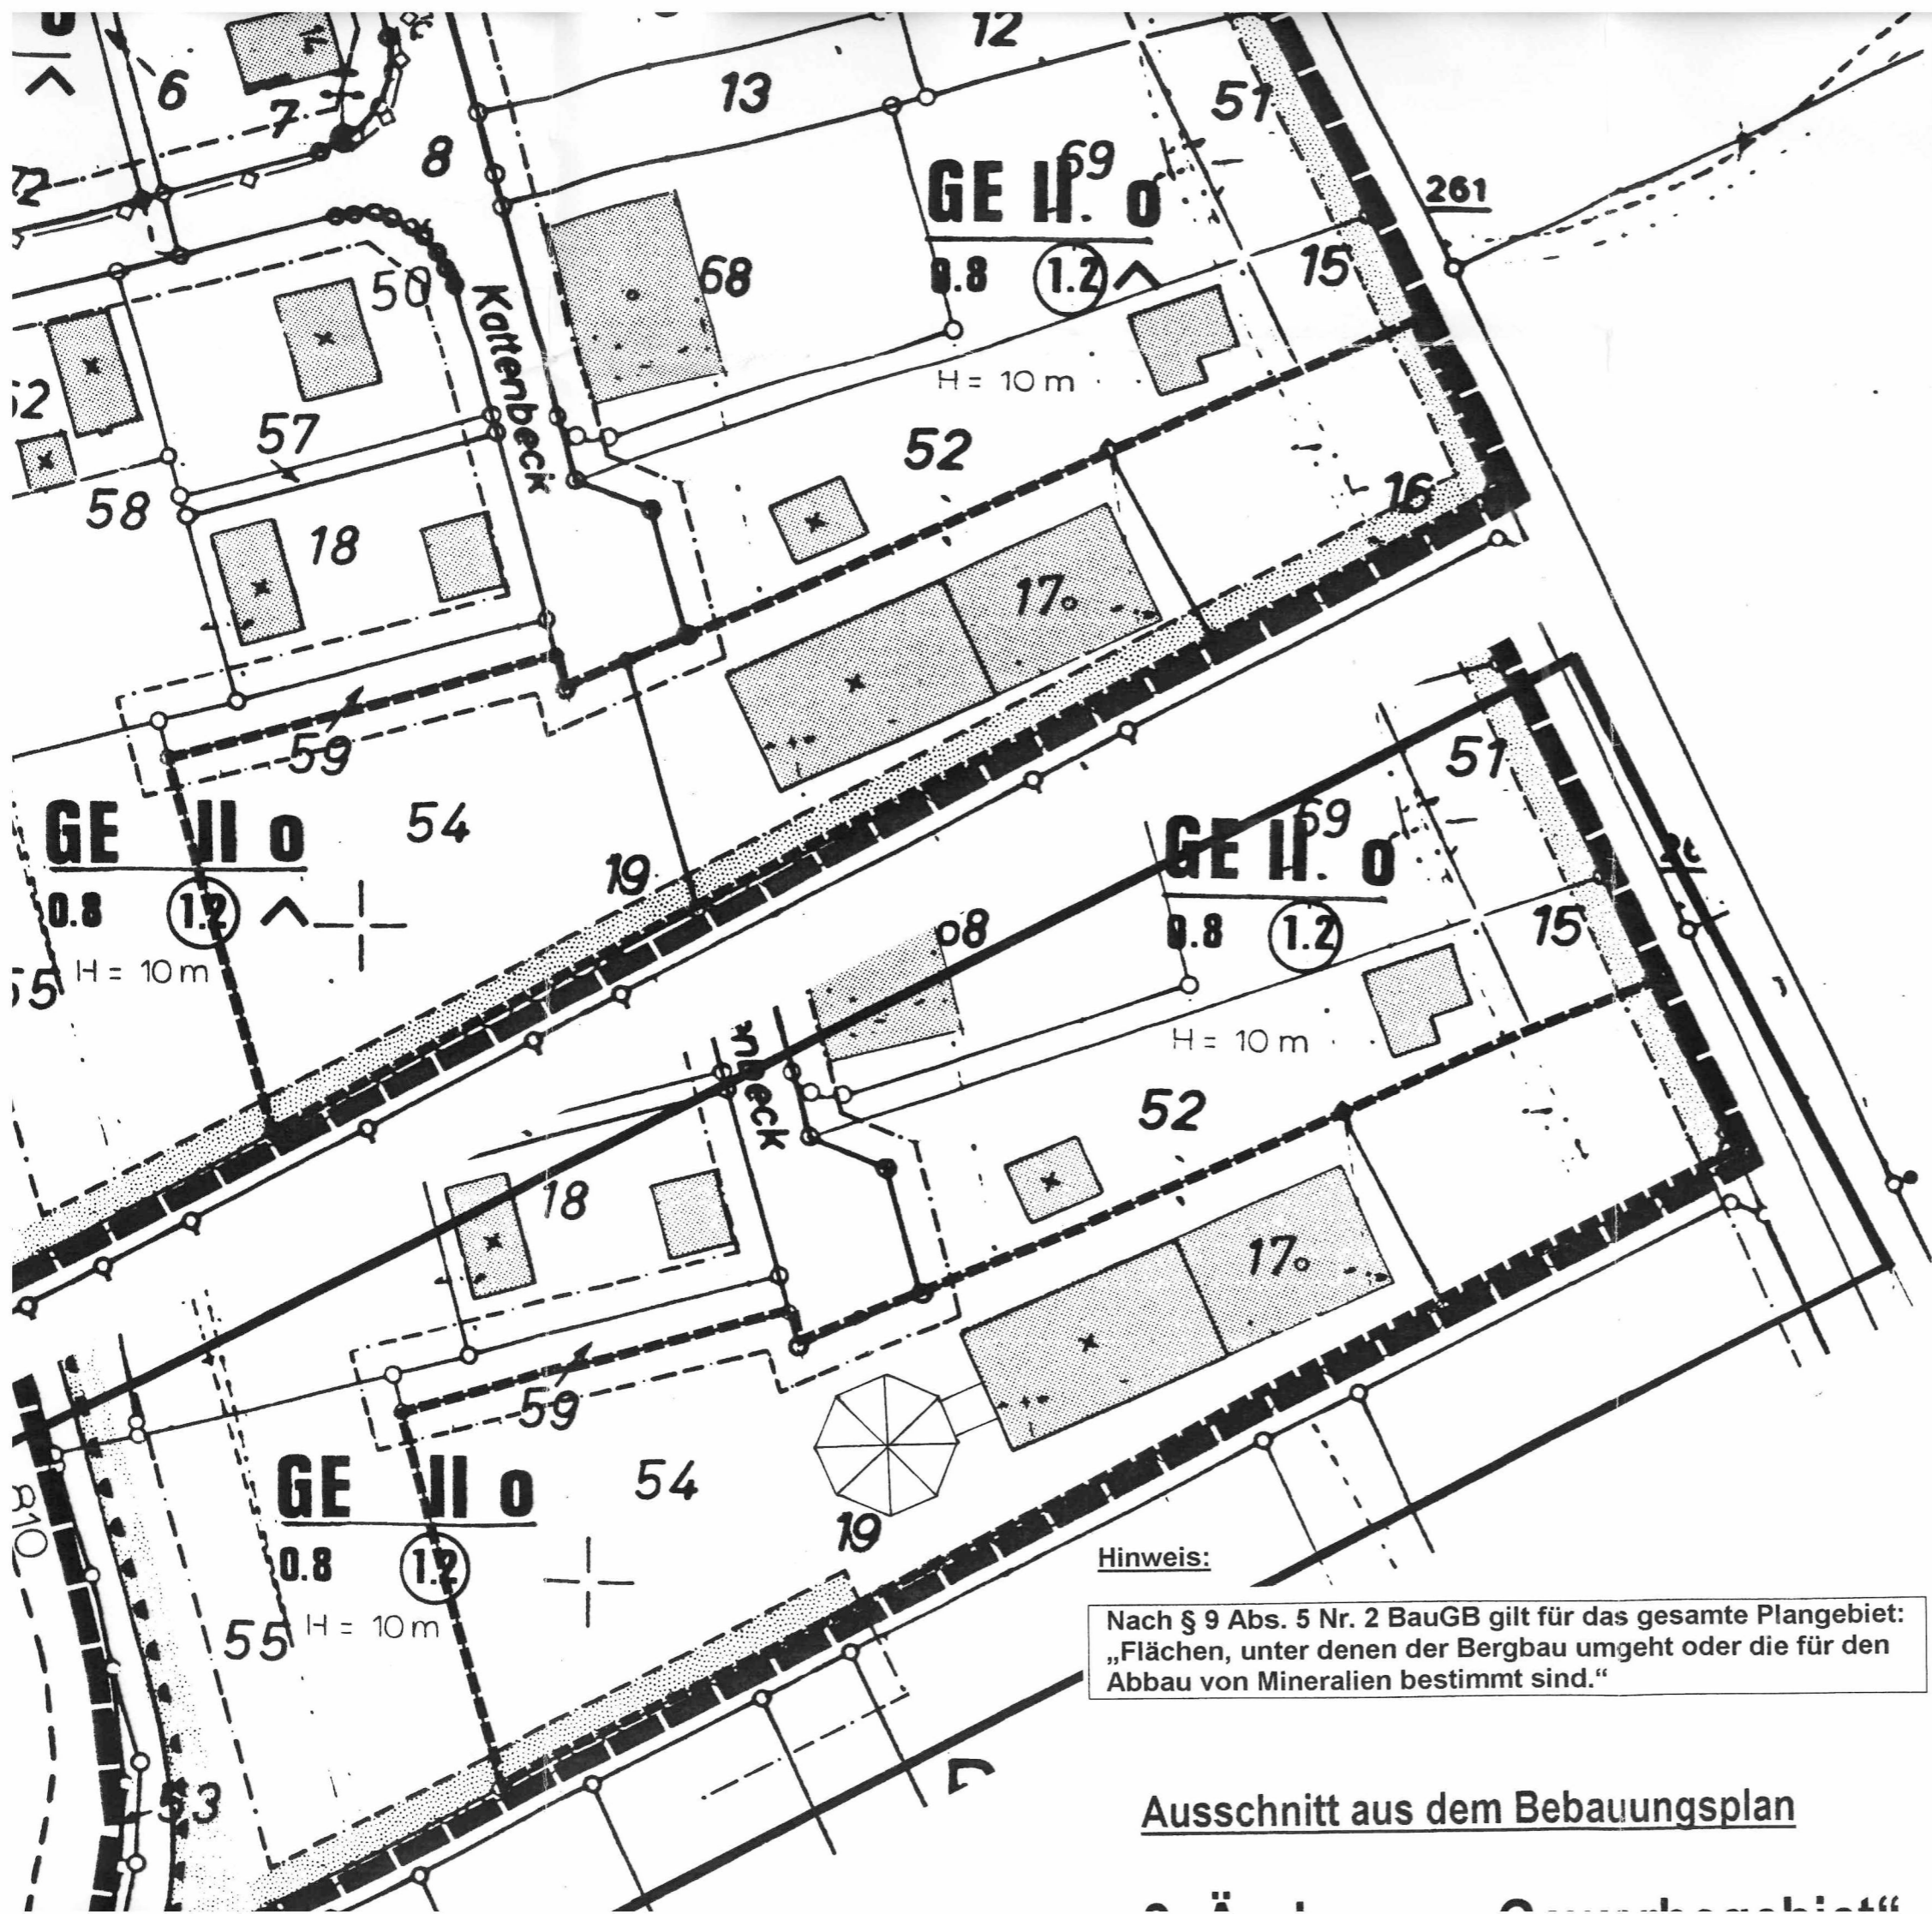 6
7
8
12
13
51
GE II. o
69
261
0.8 1.2
15
50
68
Kattenbeck
H = 10 m
57
52
58
18
16
17
59
GE II o
54
19
0.8 1.2
H = 10 m
51
GE II. o
69
0.8 1.2
15
H = 10 m
eck
52
18
17
59
GE II o
54
19
0.8 1.2
55
H = 10 m
810
53
Hinweis:
Nach § 9 Abs. 5 Nr. 2 BauGB gilt für das gesamte Plangebiet:
„Flächen, unter denen der Bergbau umgeht oder die für den
Abbau von Mineralien bestimmt sind.“
Ausschnitt aus dem Bebauungsplan